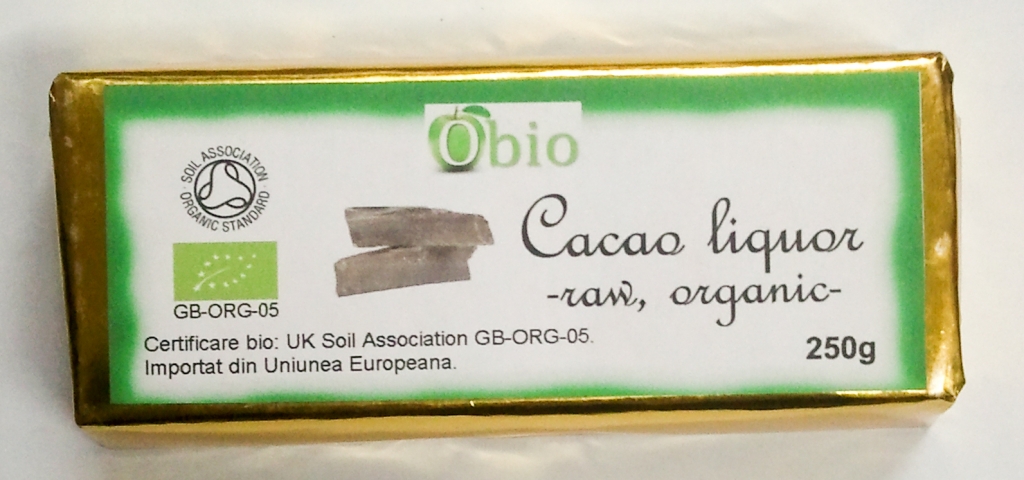 Obio
SOIL ASSOCIATION
ORGANIC STANDARD
Cacao liquor
-raw, organic-
GB-ORG-05
Certificare bio: UK Soil Association GB-ORG-05.
Importat din Uniunea Europeana.
250g